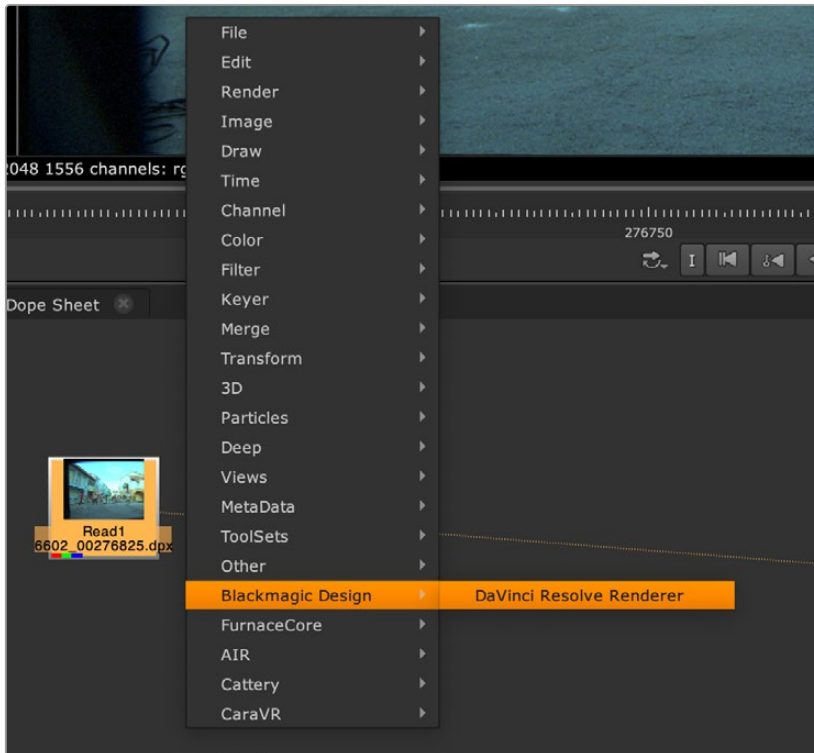 2048 1556 channels: rg
276750
I
Dope Sheet
File
Edit
Render
Image
Draw
Time
Channel
Color
Filter
Keyer
Merge
Transform
3D
Particles
Deep
Views
MetaData
ToolSets
Other
Blackmagic Design
DaVinci Resolve Renderer
FurnaceCore
AIR
Cattery
CaraVR
Read1
6602_00276825.dpx